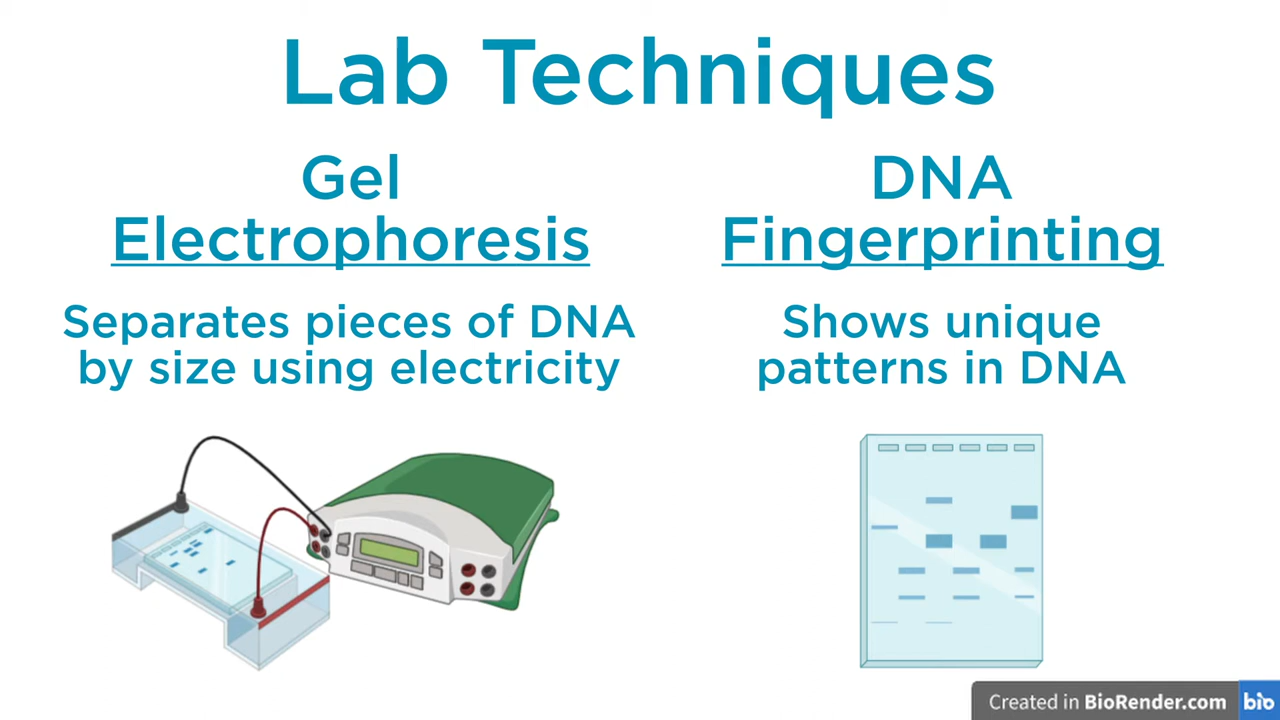 Lab Techniques
Gel
Electrophoresis
Separates pieces of DNA
by size using electricity
DNA
Fingerprinting
Shows unique
patterns in DNA
Created in BioRender.com bio